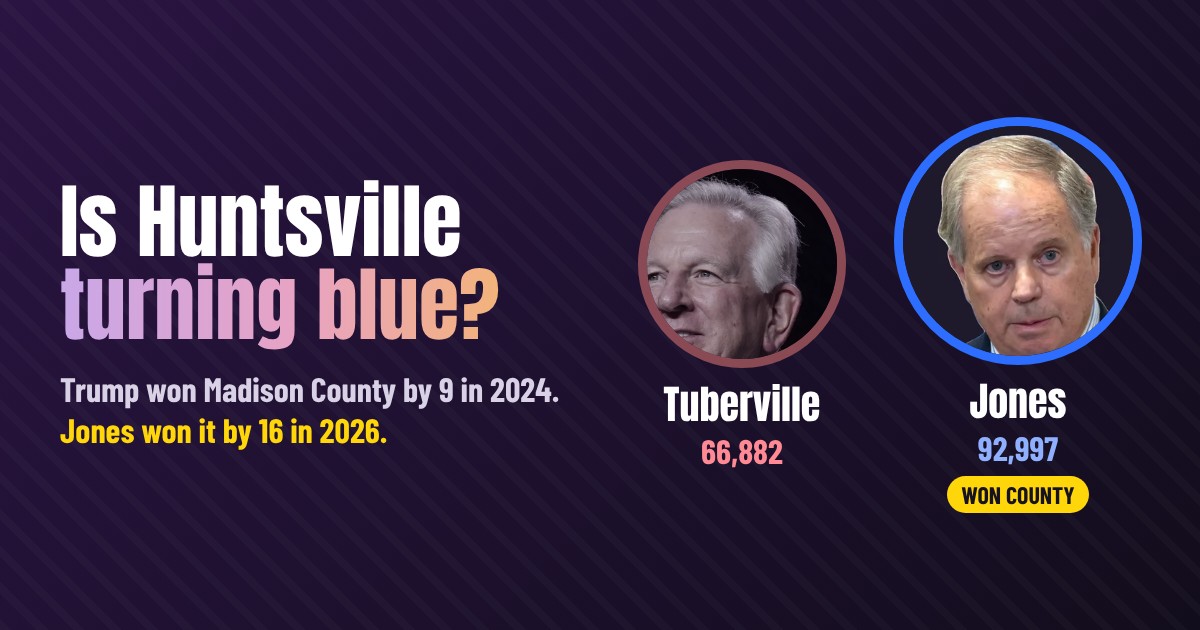 Is Huntsville
turning blue?
Trump won Madison County by 9 in 2024.
Jones won it by 16 in 2026.
Tuberville
66,882
Jones
92,997
WON COUNTY